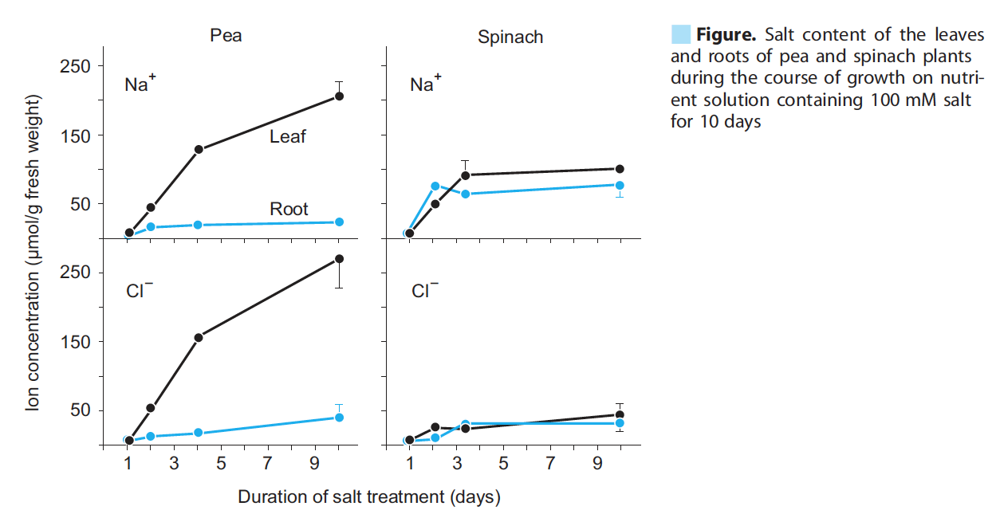 Pea
Spinach
Figure. Salt content of the leaves
and roots of pea and spinach plants
during the course of growth on nutri-
ent solution containing 100 mM salt
for 10 days
Ion concentration (µmol/g fresh weight)
250
150
50
Na+
Leaf
Root
Na+
250
150
50
Cl−
Cl−
1 3 5 7 9
1 3 5 7 9
Duration of salt treatment (days)